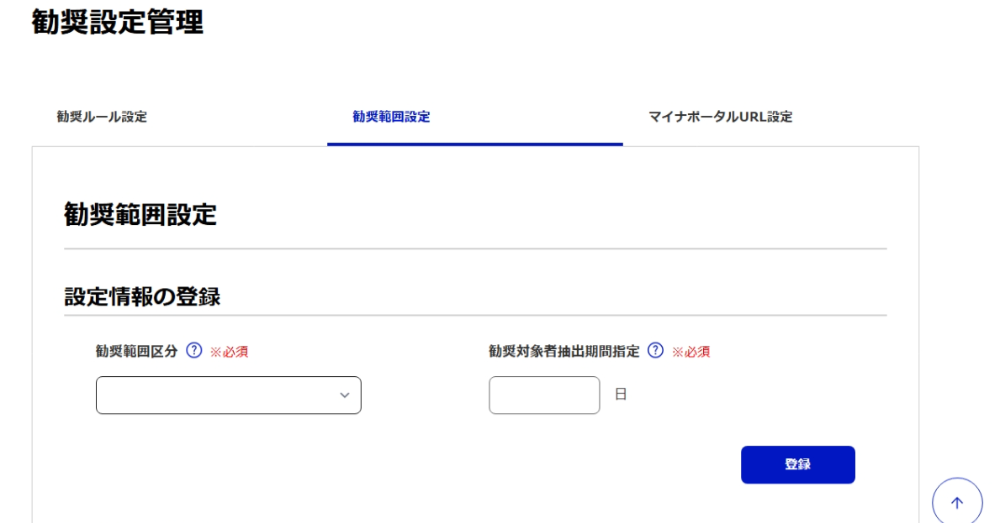 勧奨設定管理
勧奨ルール設定
勧奨範囲設定
マイナポータルURL設定
勧奨範囲設定
設定情報の登録
勧奨範囲区分 ? ※必須
勧奨対象者抽出期間指定 ? ※必須
日
登録